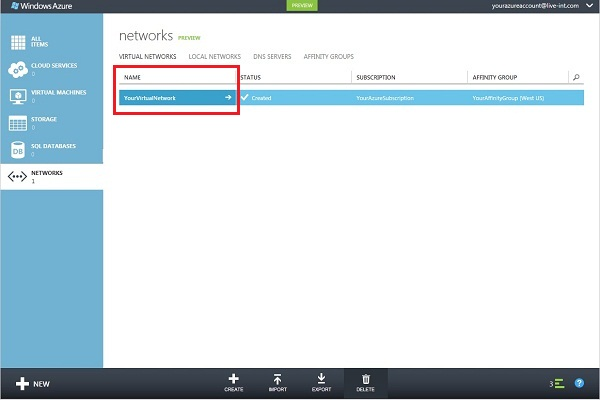 Windows Azure
PREVIEW
yourazureaccount@live-int.com
ALL
ITEMS
CLOUD SERVICES
0
VIRTUAL MACHINES
0
STORAGE
0
SQL DATABASES
0
DB
NETWORKS
1
networks PREVIEW
VIRTUAL NETWORKS LOCAL NETWORKS DNS SERVERS AFFINITY GROUPS
NAME STATUS SUBSCRIPTION AFFINITY GROUP
YourVirtualNetwork Created YourAzureSubscription YourAffinityGroup (West US)
NEW
CREATE IMPORT EXPORT DELETE
3
?